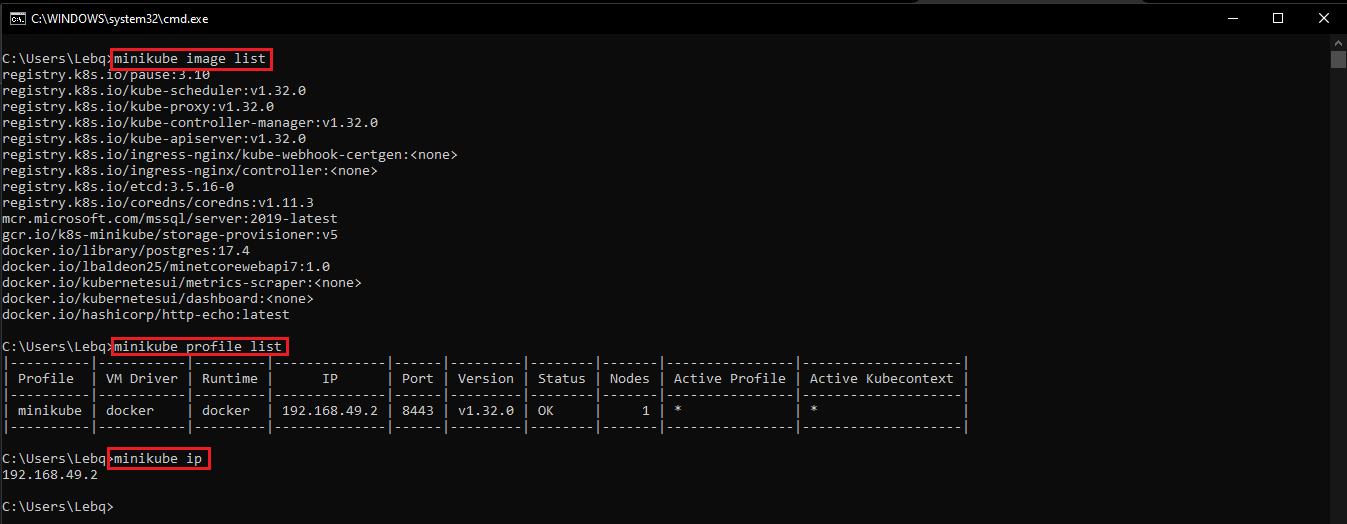 C:\WINDOWS\system32\cmd.exe
C:\Users\Lebq>minikube image list
registry.k8s.io/pause:3.10
registry.k8s.io/kube-scheduler:v1.32.0
registry.k8s.io/kube-proxy:v1.32.0
registry.k8s.io/kube-controller-manager:v1.32.0
registry.k8s.io/kube-apiserver:v1.32.0
registry.k8s.io/ingress-nginx/kube-webhook-certgen:<none>
registry.k8s.io/ingress-nginx/controller:<none>
registry.k8s.io/etcd:3.5.16-0
registry.k8s.io/coredns/coredns:v1.11.3
mcr.microsoft.com/mssql/server:2019-latest
gcr.io/k8s-minikube/storage-provisioner:v5
docker.io/library/postgres:17.4
docker.io/lbaldeon25/minetcorewebapi7:1.0
docker.io/kubernetesui/metrics-scraper:<none>
docker.io/kubernetesui/dashboard:<none>
docker.io/hashicorp/http-echo:latest
C:\Users\Lebq>minikube profile list
|----------|-----------|---------|--------------|------|---------|--------|-------|----------------|--------------------|
| Profile | VM Driver | Runtime | IP | Port | Version | Status | Nodes | Active Profile | Active Kubecontext |
|----------|-----------|---------|--------------|------|---------|--------|-------|----------------|--------------------|
| minikube | docker | docker | 192.168.49.2 | 8443 | v1.32.0 | OK | 1 | * | * |
|----------|-----------|---------|--------------|------|---------|--------|-------|----------------|--------------------|
C:\Users\Lebq>minikube ip
192.168.49.2
C:\Users\Lebq>